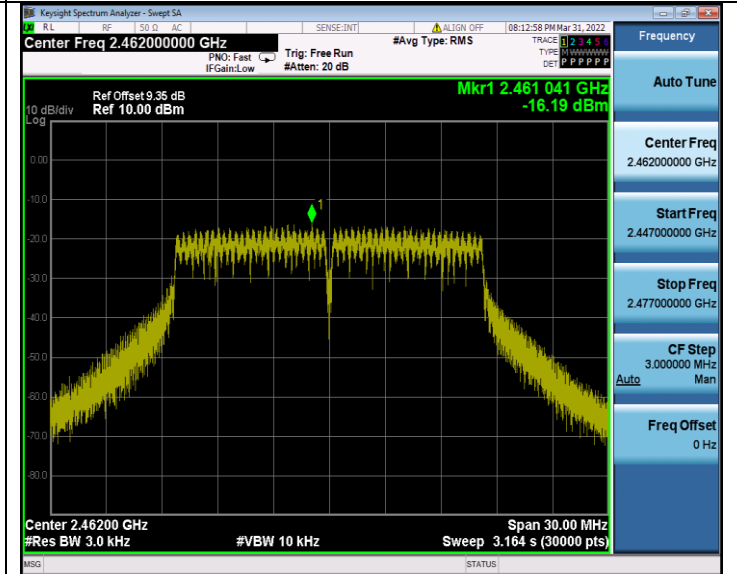 Keysight Spectrum Analyzer - Swept SA
RL RF 50 Ω AC SENSE:INT ALIGN OFF 08:12:58 PM Mar 31, 2022
Center Freq 2.462000000 GHz
PNO: Fast
IFGain:Low
Trig: Free Run
#Atten: 20 dB
#Avg Type: RMS
TRACE 1 2 3 4 5 6
TYPE M WWWWW
DET P P P P P P
Frequency
Auto Tune
Center Freq
2.462000000 GHz
Start Freq
2.447000000 GHz
Stop Freq
2.477000000 GHz
CF Step
3.000000 MHz
Auto Man
Freq Offset
0 Hz
Mkr1 2.461 041 GHz
-16.19 dBm
Ref Offset 9.35 dB
10 dB/div Ref 10.00 dBm
Log
0.00
-10.0
-20.0
-30.0
-40.0
-50.0
-60.0
-70.0
-80.0
1
Center 2.46200 GHz Span 30.00 MHz
#Res BW 3.0 kHz #VBW 10 kHz Sweep 3.164 s (30000 pts)
MSG STATUS